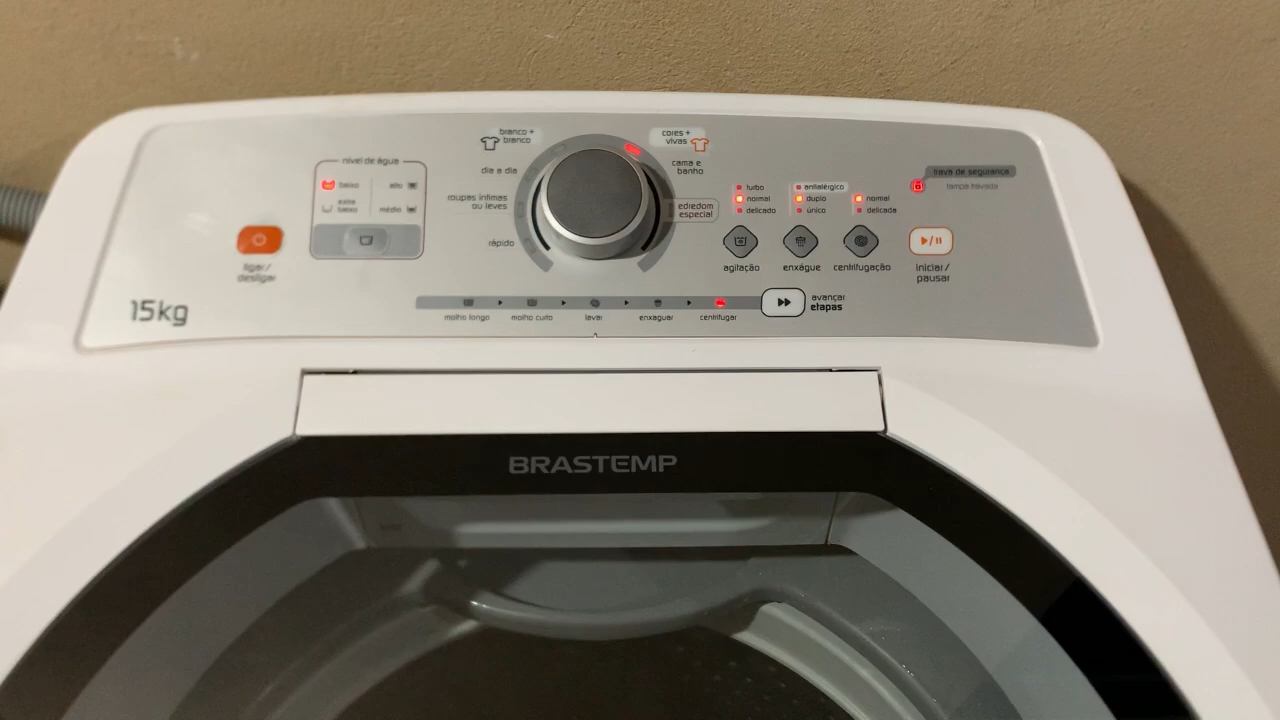 nível de água
baixo
alto
extra
baixo
médio
ligar/
desligar
15kg
branco +
branco
dia a dia
roupas íntimas
ou leves
rápido
cores +
vivas
cama e
banho
edredom
especial
turbo
normal
delicado
agitação
antialérgico
duplo
único
enxágue
normal
delicada
centrifugação
trava de segurança
tampa travada
iniciar/
pausar
molho longo
molho curto
lavar
enxaguar
centrifugar
avançar
etapas
BRASTEMP